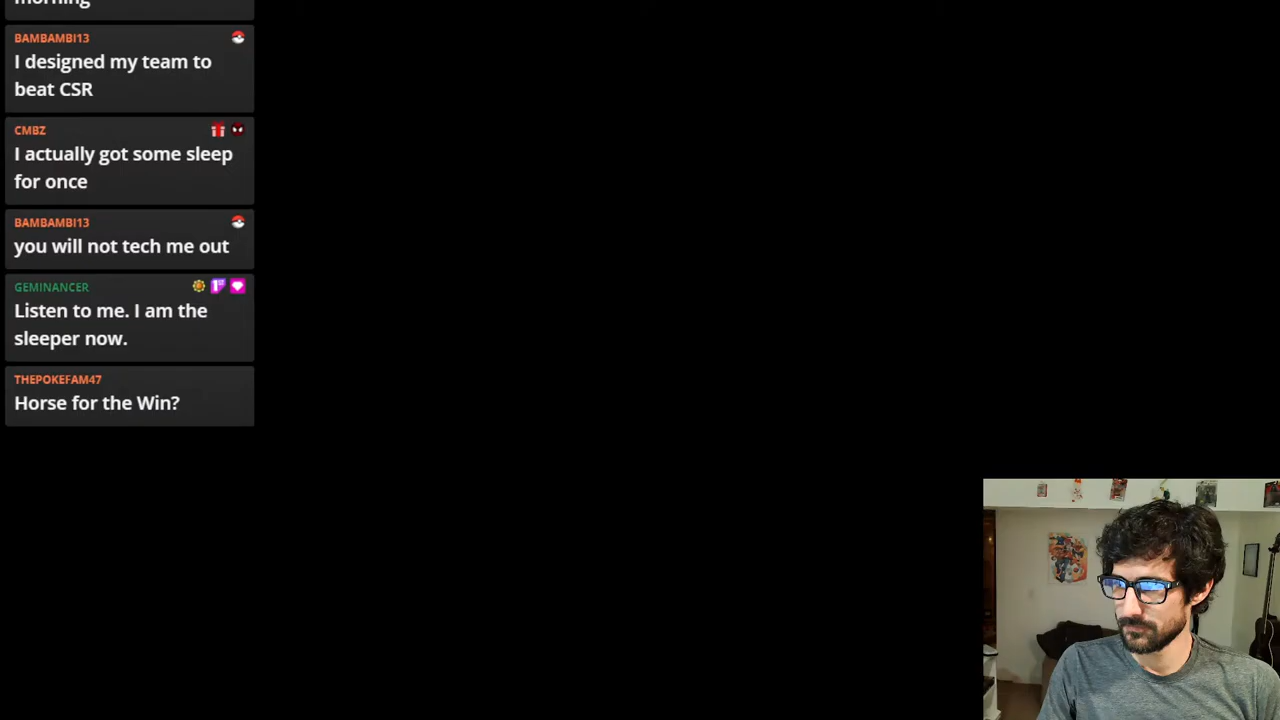 morning
BAMBAMBI13
I designed my team to
beat CSR
CMBZ
I actually got some sleep
for once
BAMBAMBI13
you will not tech me out
GEMINANCER
Listen to me. I am the
sleeper now.
THEPOKEFAM47
Horse for the Win?